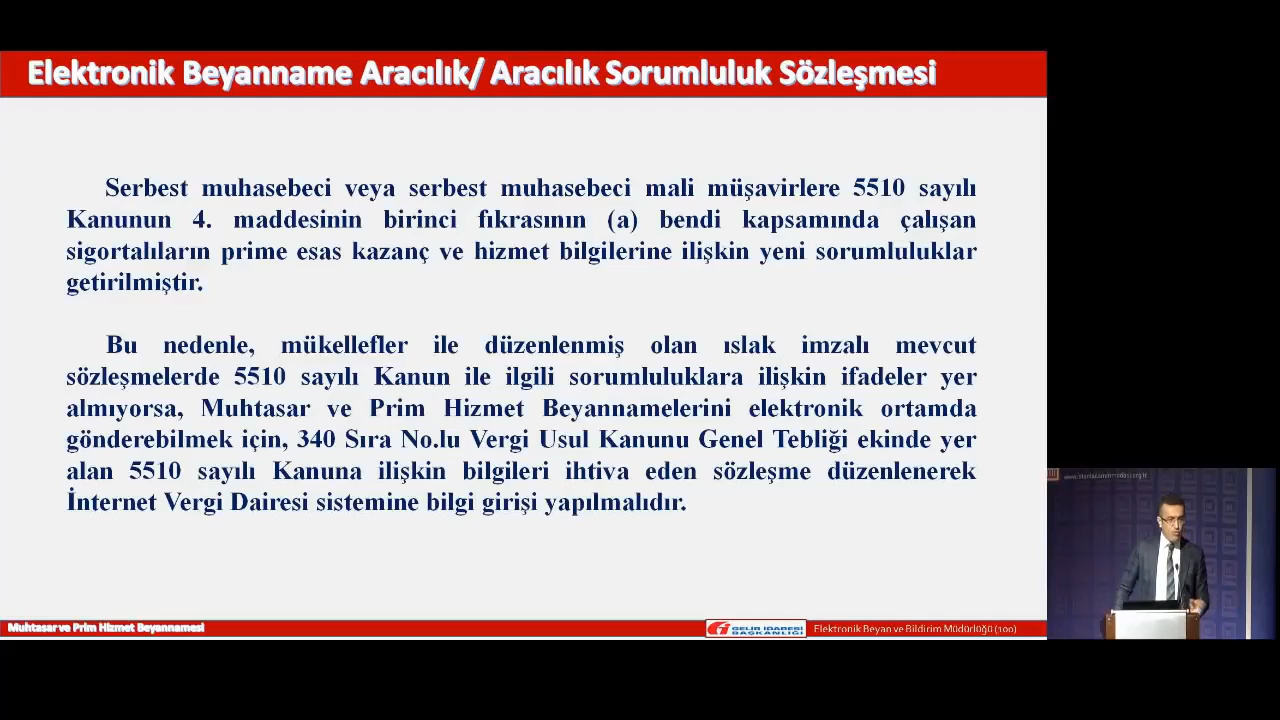 Elektronik Beyanname Aracılık/ Aracılık Sorumluluk Sözleşmesi
Serbest muhasebeci veya serbest muhasebeci mali müşavirlere 5510 sayılı
Kanunun 4. maddesinin birinci fıkrasının (a) bendi kapsamında çalışan
sigortalıların prime esas kazanç ve hizmet bilgilerine ilişkin yeni sorumluluklar
getirilmiştir.
Bu nedenle, mükellefler ile düzenlenmiş olan ıslak imzalı mevcut
sözleşmelerde 5510 sayılı Kanun ile ilgili sorumluluklara ilişkin ifadeler yer
almıyorsa, Muhtasar ve Prim Hizmet Beyannamelerini elektronik ortamda
gönderebilmek için, 340 Sıra No.lu Vergi Usul Kanunu Genel Tebliği ekinde yer
alan 5510 sayılı Kanuna ilişkin bilgileri ihtiva eden sözleşme düzenlenerek
İnternet Vergi Dairesi sistemine bilgi girişi yapılmalıdır.
Muhtasar ve Prim Hizmet Beyannamesi
GELİR İDARESİ
BAŞKANLIĞI
Elektronik Beyan ve Bildirim Müdürlüğü (100)